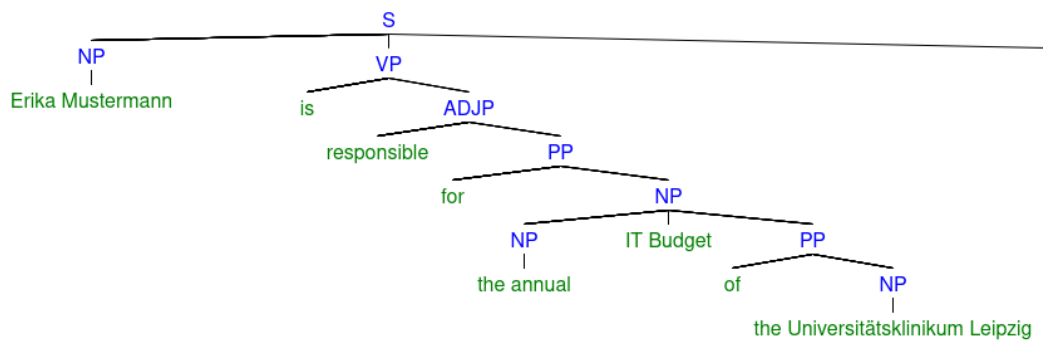 S
NP
VP
Erika Mustermann
is
ADJP
responsible
PP
for
NP
NP
IT Budget
PP
the annual
of
NP
the Universitätsklinikum Leipzig